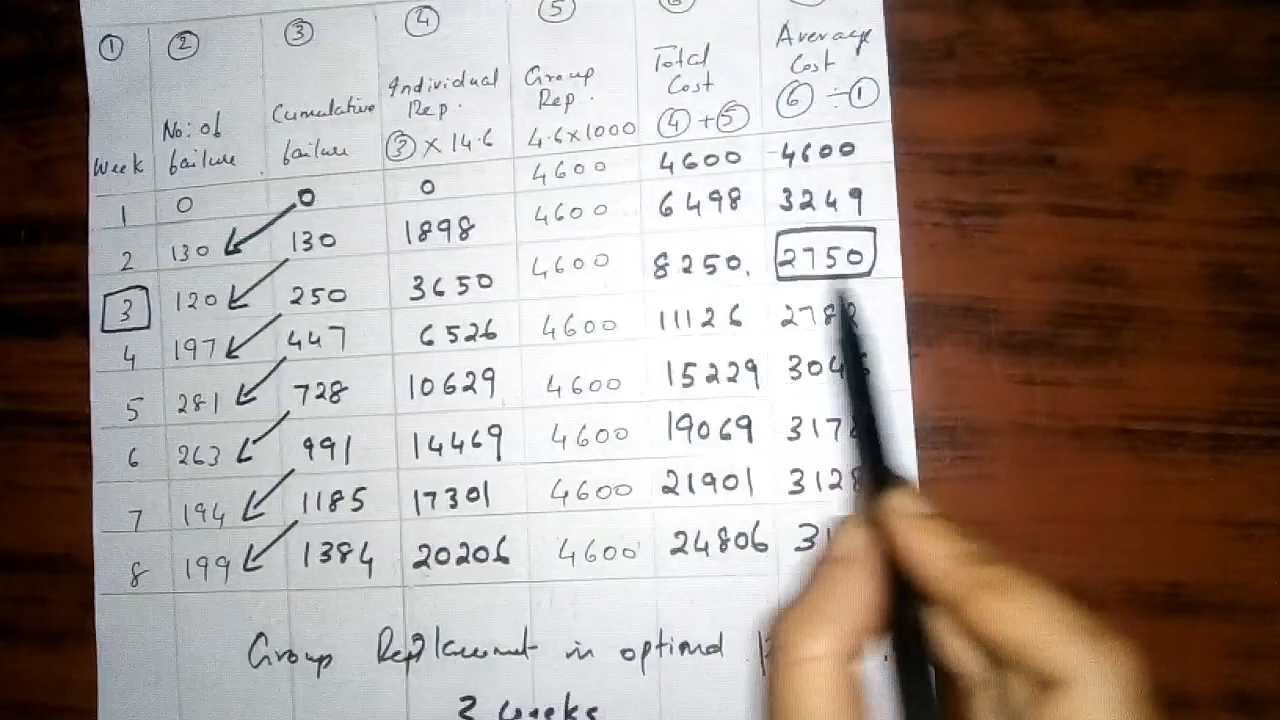 ① ② ③ ④ ⑤
Week No: of failure Cumulative failure Individual Rep. ③ × 14.6 Group Rep. 4.6×1000 Total Cost ④ + ⑤ Average Cost ⑥ ÷ ①
1 0 0 0 4600 4600 4600
2 130 130 1898 4600 6498 3249
3 120 250 3650 4600 8250. 2750
4 197 447 6526 4600 11126
5 281 728 10629 4600 15229
6 263 991 14469 4600 19069
7 194 1185 17301 4600 21901
8 199 1384 20206 4600 24806
Group in optimal
weeks